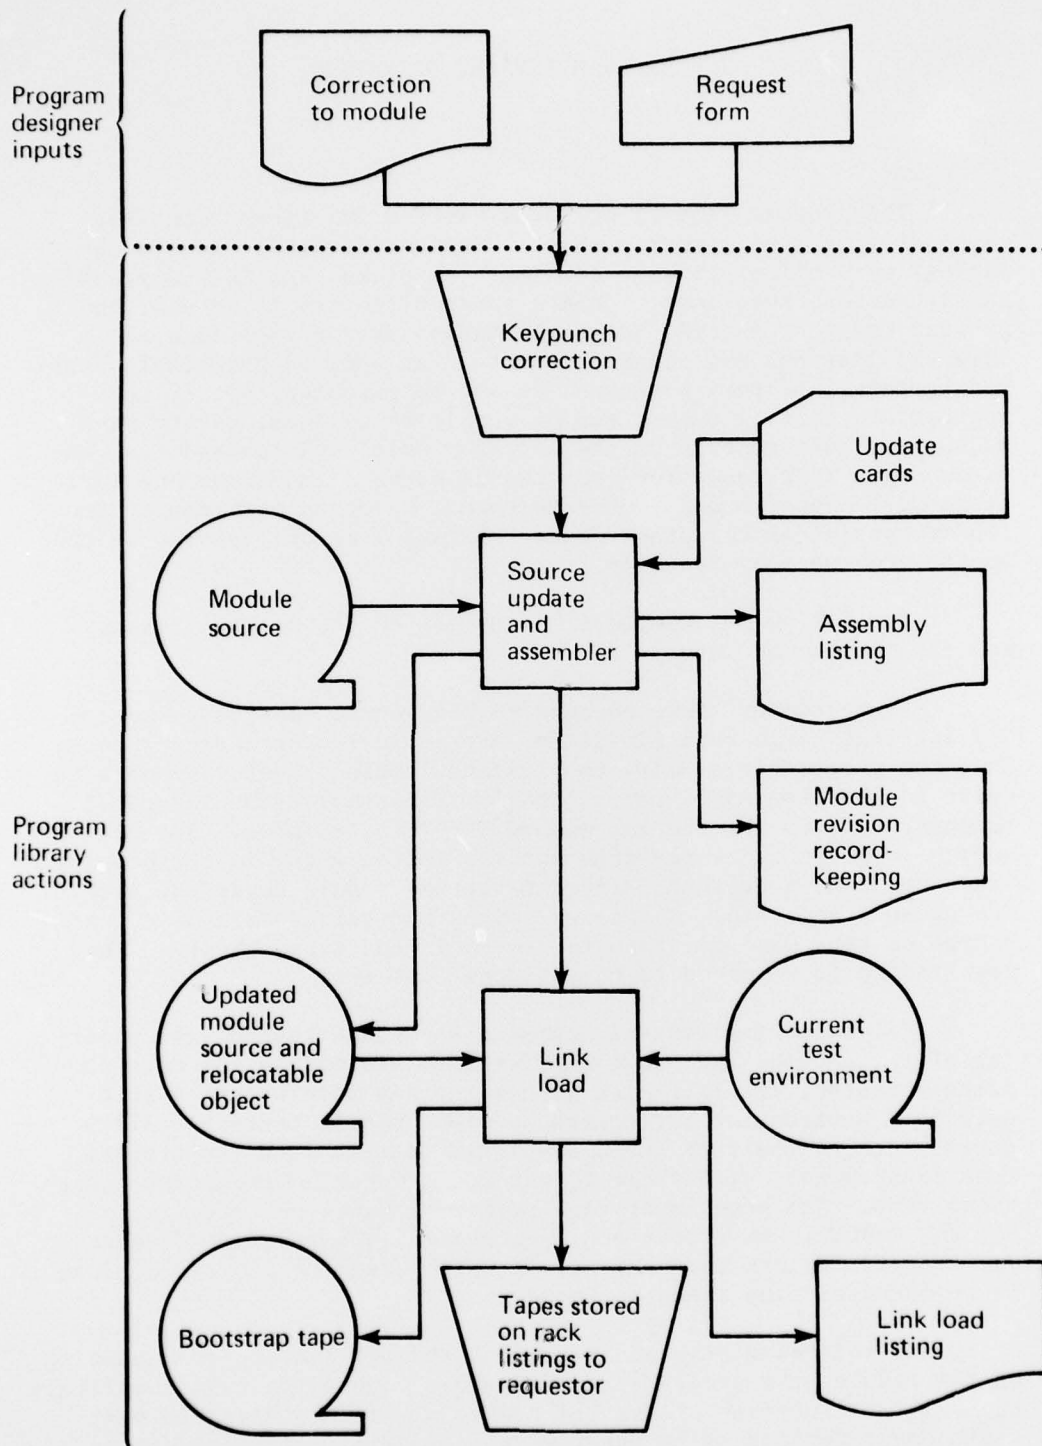 Program
designer
inputs
Correction
to module
Request
form
Keypunch
correction
Update
cards
Module
source
Source
update
and
assembler
Assembly
listing
Module
revision
record-
keeping
Program
library
actions
Updated
module
source and
relocatable
object
Link
load
Current
test
environment
Bootstrap tape
Tapes stored
on rack
listings to
requestor
Link load
listing